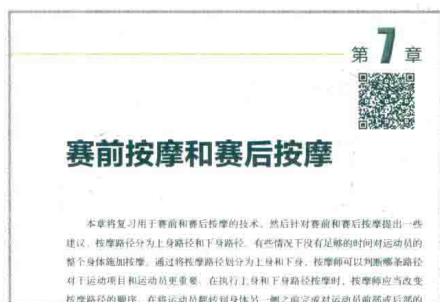 第7章
赛前按摩和赛后按摩
本章将复习用于赛前和赛后按摩的技术，然后针对赛前和赛后按摩提出一些
建议。按摩路径分为上身路径和下身路径。有些情况下没有足够的时间对运动员的
整个身体施加按摩。通过将按摩路径划分为上身和下身，按摩师可以判断哪条路径
对于运动项目和运动员更重要。在执行上身和下身路径按摩时，按摩师应当改变
按摩路径的顺序。在将运动员翻转到身体另一侧之前完成对运动员前部或后部的